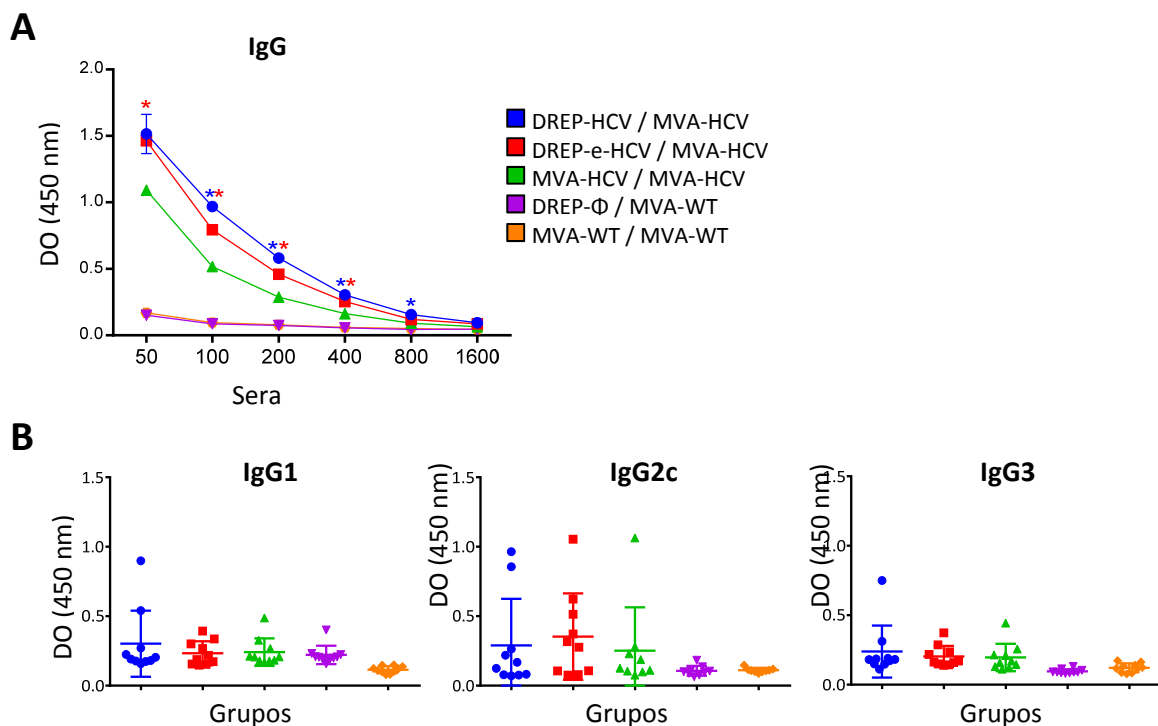 A
IgG
2.0
1.5
1.0
0.5
0.0
DO (450 nm)
* ** ** ** *
50 100 200 400 800 1600
Sera
DREP-HCV / MVA-HCV
DREP-e-HCV / MVA-HCV
MVA-HCV / MVA-HCV
DREP-Φ / MVA-WT
MVA-WT / MVA-WT
B
IgG1
1.5
1.0
0.5
0.0
DO (450 nm)
Grupos
IgG2c
1.5
1.0
0.5
0.0
DO (450 nm)
Grupos
IgG3
1.5
1.0
0.5
0.0
DO (450 nm)
Grupos